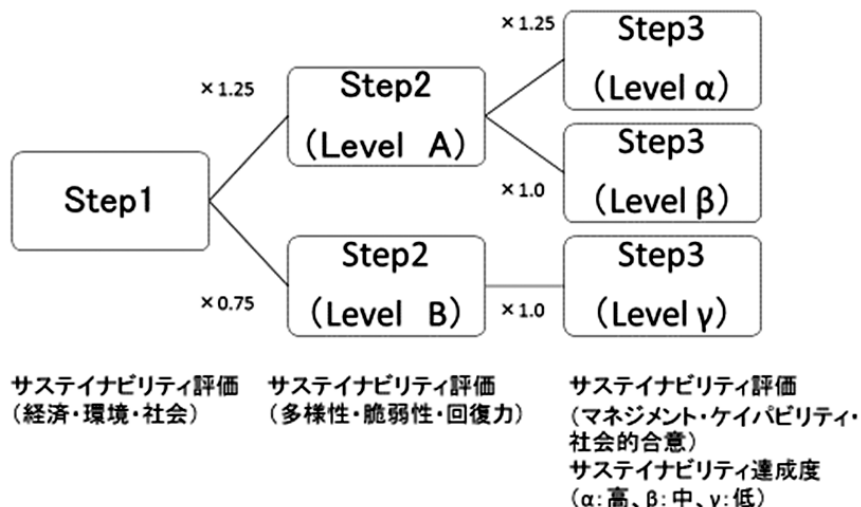 Step1
×1.25
×0.75
Step2
(Level A)
Step2
(Level B)
×1.25
×1.0
×1.0
Step3
(Level α)
Step3
(Level β)
Step3
(Level γ)
サステイナビリティ評価
(経済・環境・社会)
サステイナビリティ評価
(多様性・脆弱性・回復力)
サステイナビリティ評価
(マネジメント・ケイパビリティ・
社会的合意)
サステイナビリティ達成度
(α:高、β:中、γ:低)